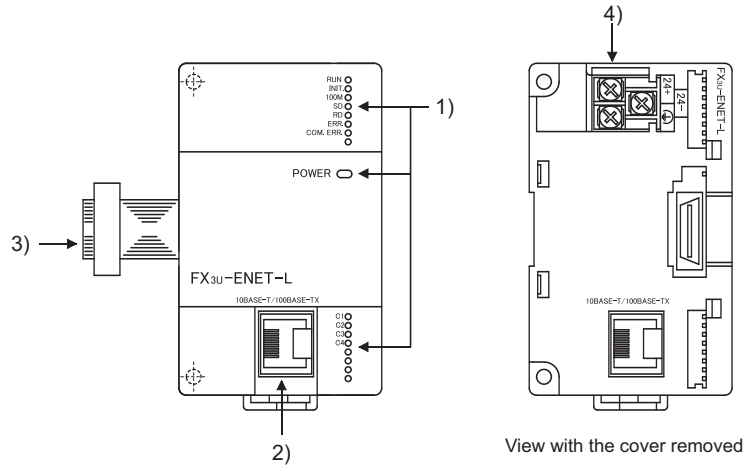 4)
RUN
INIT.
100M
SD
RD
ERR.
COM. ERR.
1)
POWER
3)
FX3U-ENET-L
10BASE-T/100BASE-TX
C1
C2
C3
C4
2)
24+
24-
FX3U-ENET-L
10BASE-T/100BASE-TX
View with the cover removed